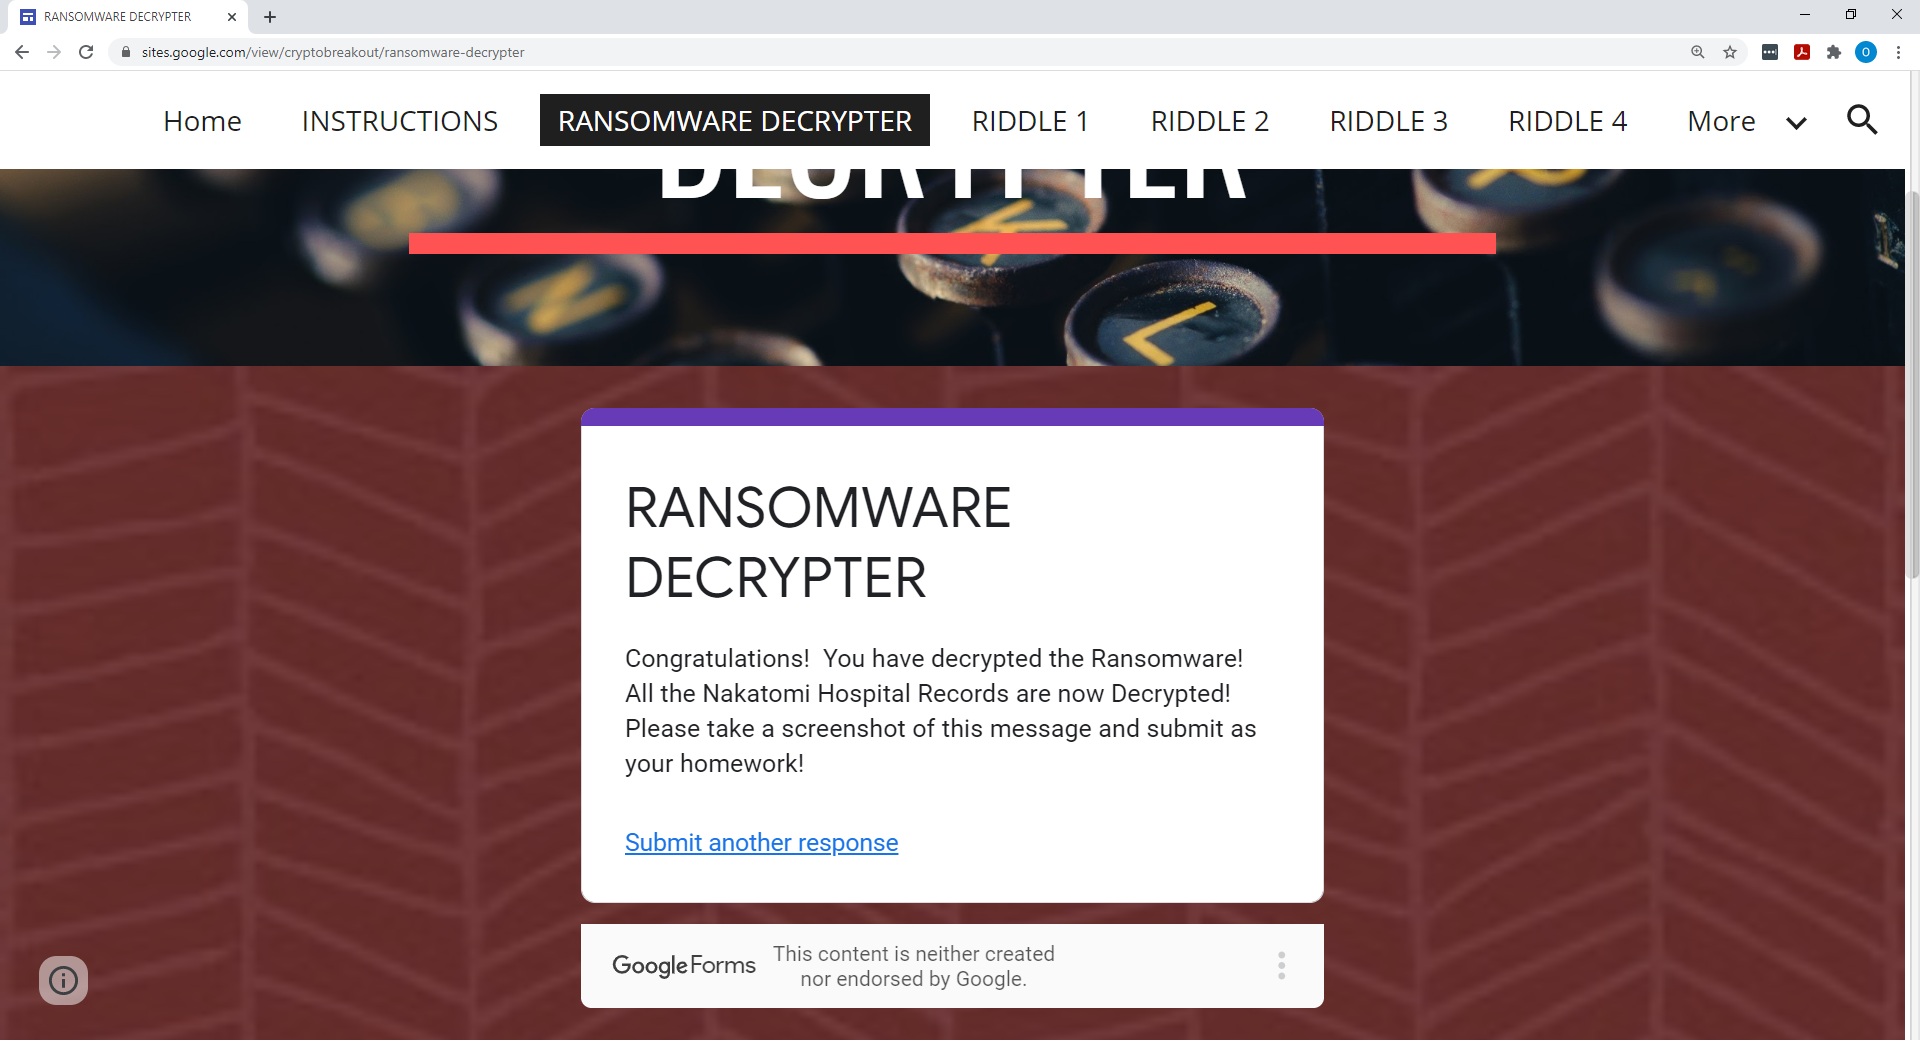 RANSOMWARE DECRYPTER
sites.google.com/view/cryptobreakout/ransomware-decrypter
O
Home INSTRUCTIONS RANSOMWARE DECRYPTER RIDDLE 1 RIDDLE 2 RIDDLE 3 RIDDLE 4 More
DECRYPTER
K
N
L
RANSOMWARE
DECRYPTER
Congratulations!  You have decrypted the Ransomware!
All the Nakatomi Hospital Records are now Decrypted!
Please take a screenshot of this message and submit as
your homework!
Submit another response
Google Forms
This content is neither created
nor endorsed by Google.